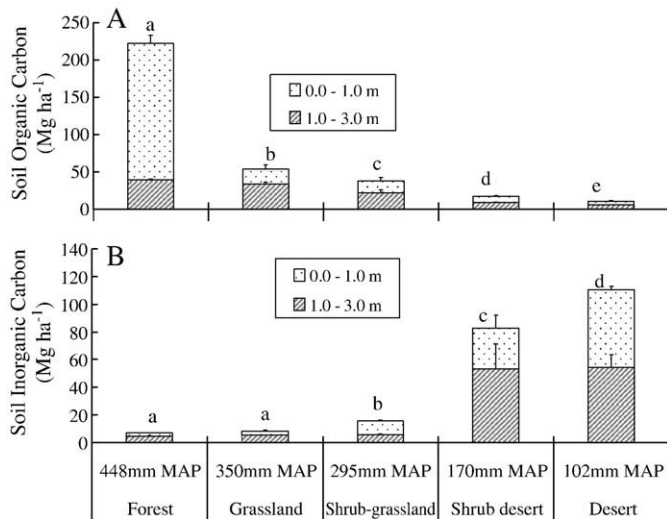 A
Soil Organic Carbon
(Mg ha⁻¹)
250
200
150
100
50
0
a
b
c
d
e
0.0 - 1.0 m
1.0 - 3.0 m
B
Soil Inorganic Carbon
(Mg ha⁻¹)
140
120
100
80
60
40
20
0
a
a
b
c
d
0.0 - 1.0 m
1.0 - 3.0 m
448mm MAP 350mm MAP 295mm MAP 170mm MAP 102mm MAP
Forest Grassland Shrub-grassland Shrub desert Desert